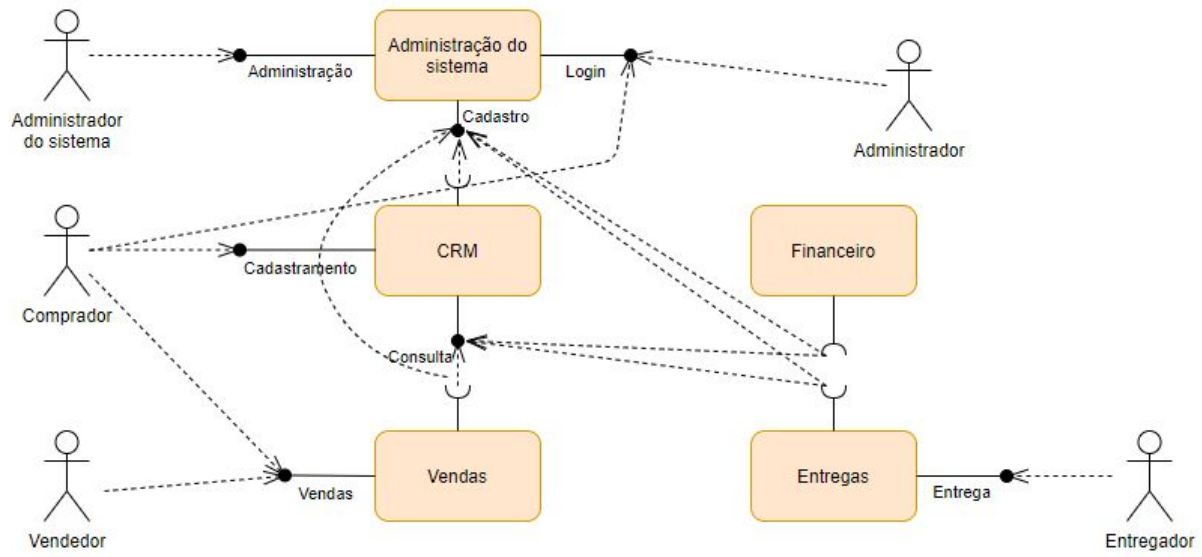 Administração do
sistema
Administração
Login
Cadastro
Administrador
do sistema
Administrador
CRM
Financeiro
Cadastramento
Comprador
Consulta
Vendas
Entregas
Vendas
Entrega
Vendedor
Entregador